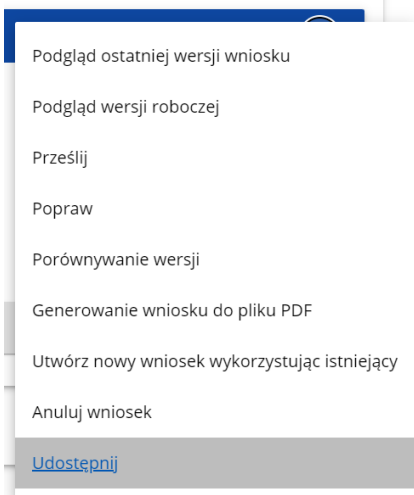 Podgląd ostatniej wersji wniosku
Podgląd wersji roboczej
Prześlij
Popraw
Porównywanie wersji
Generowanie wniosku do pliku PDF
Utwórz nowy wniosek wykorzystując istniejący
Anuluj wniosek
Udostępnij